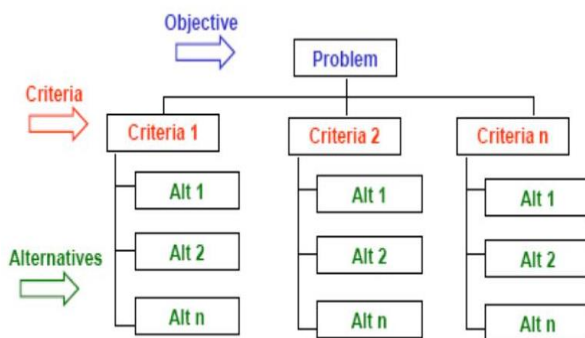 Objective
Problem
Criteria
Criteria 1
Criteria 2
Criteria n
Alt 1
Alt 1
Alt 1
Alternatives
Alt 2
Alt 2
Alt 2
Alt n
Alt n
Alt n